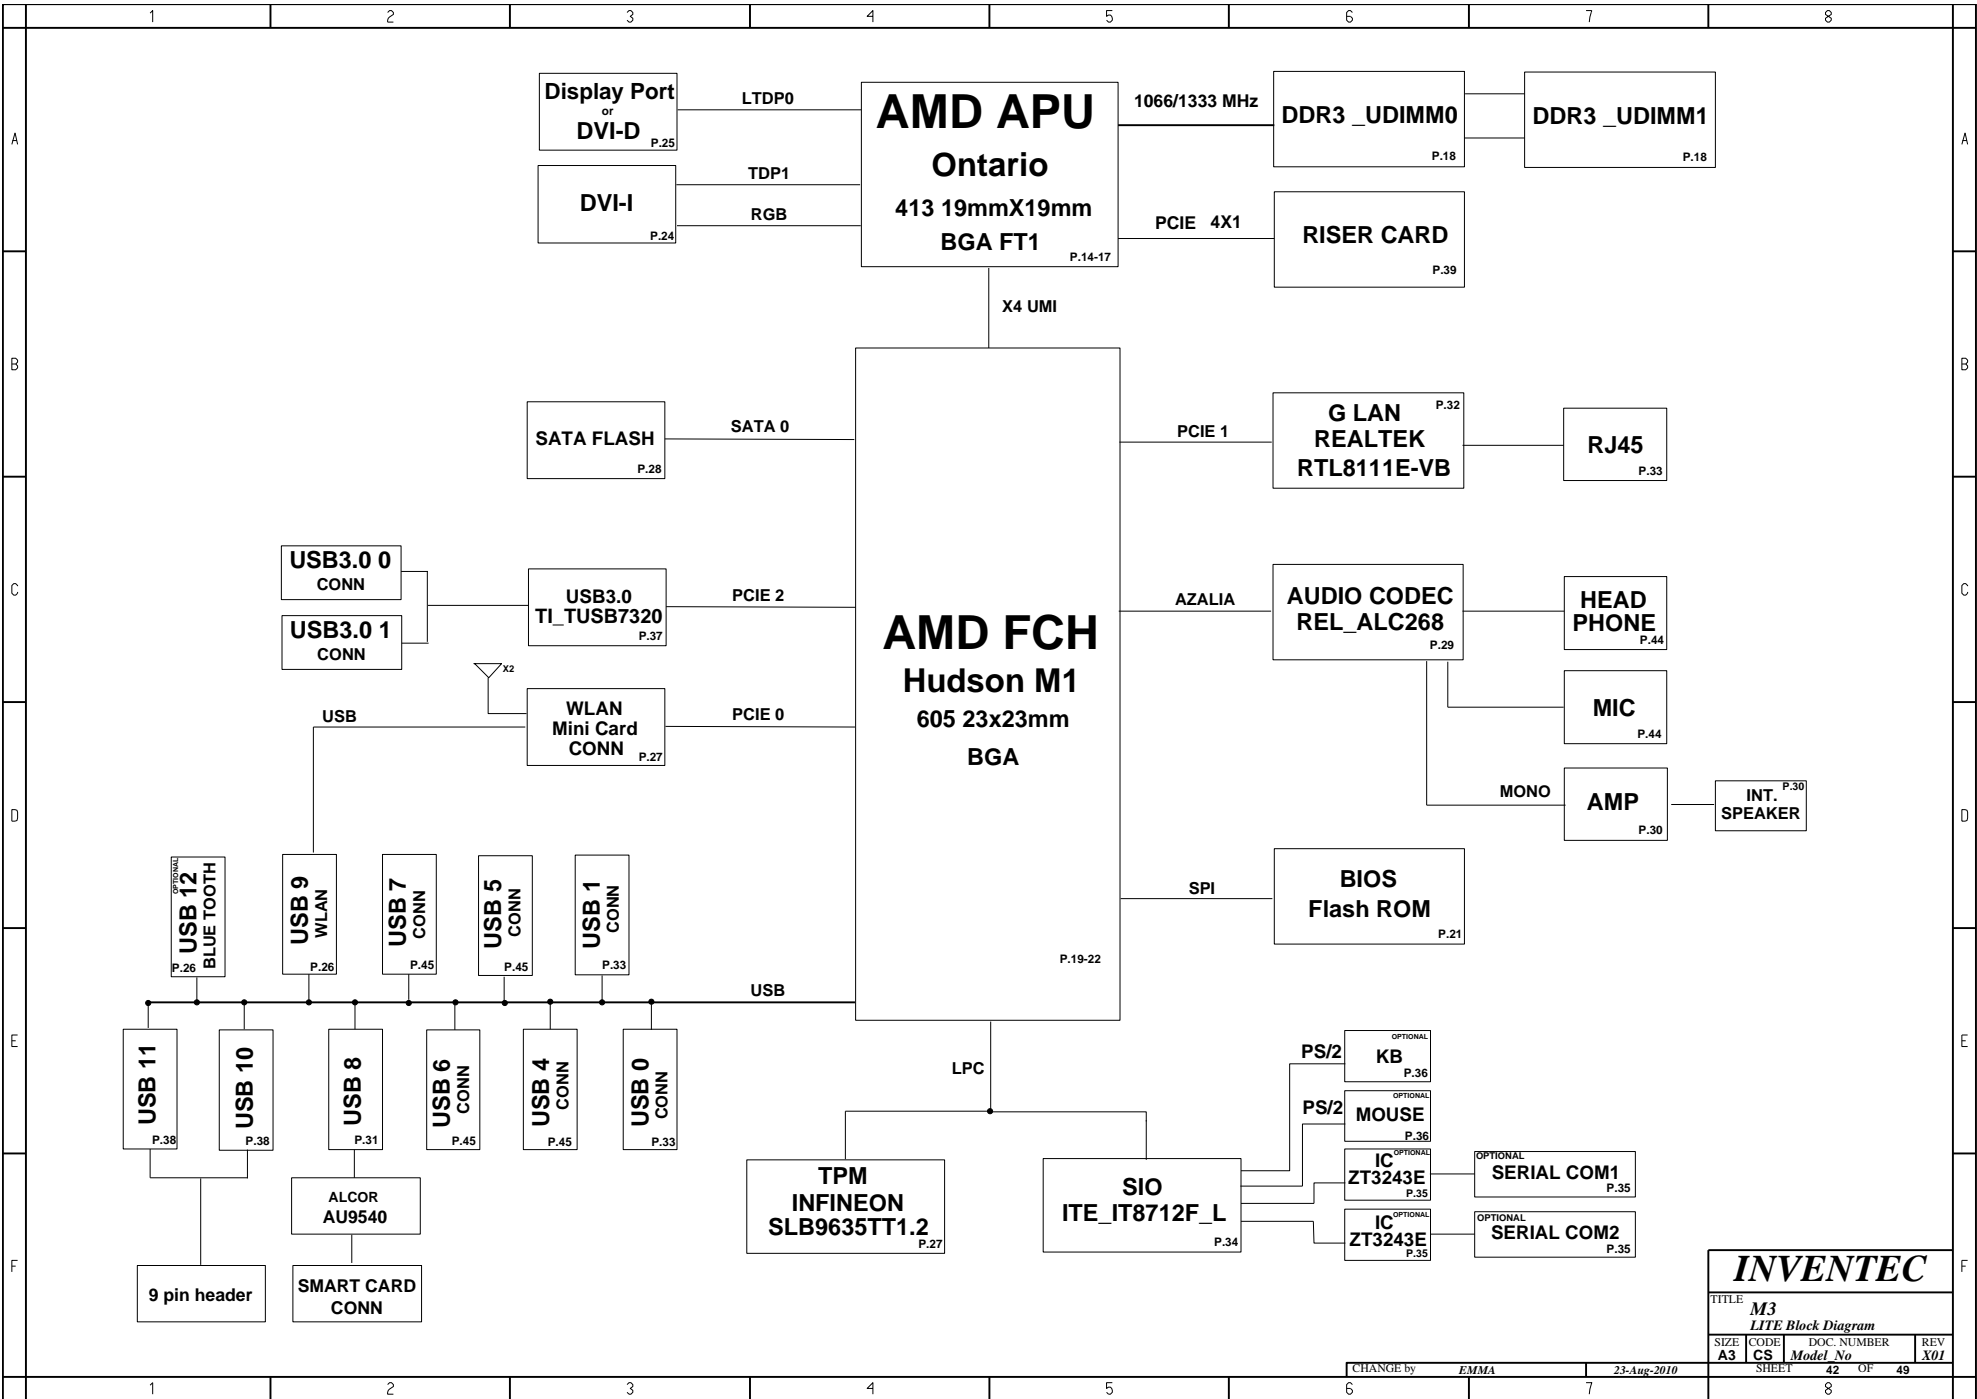 1 2 3 4 5 6 7 8
A
B
C
D
E
F
A
B
C
D
E
F
Display Port
or
DVI-D
P.25
LTDP0
DVI-I
P.24
TDP1
RGB
AMD APU
Ontario
413 19mmX19mm
BGA FT1
P.14-17
1066/1333 MHz
DDR3 _UDIMM0
P.18
DDR3 _UDIMM1
P.18
PCIE 4X1
RISER CARD
P.39
X4 UMI
SATA FLASH
P.28
SATA 0
AMD FCH
Hudson M1
605 23x23mm
BGA
P.19-22
PCIE 1
G LAN
P.32
REALTEK
RTL8111E-VB
RJ45
P.33
USB3.0 0
CONN
USB3.0 1
CONN
USB3.0
TI_TUSB7320
P.37
PCIE 2
AZALIA
AUDIO CODEC
REL_ALC268
P.29
HEAD
PHONE
P.44
X2
WLAN
Mini Card
CONN
P.27
PCIE 0
USB
MIC
P.44
MONO
AMP
P.30
P.30
INT.
SPEAKER
SPI
BIOS
Flash ROM
P.21
OPTIONAL
USB 12
BLUE TOOTH
P.26
USB 9
WLAN
P.26
USB 7
CONN
P.45
USB 5
CONN
P.45
USB 1
CONN
P.33
USB
USB 11
P.38
USB 10
P.38
USB 8
P.31
USB 6
CONN
P.45
USB 4
CONN
P.45
USB 0
CONN
P.33
9 pin header
ALCOR
AU9540
SMART CARD
CONN
LPC
TPM
INFINEON
SLB9635TT1.2
P.27
SIO
ITE_IT8712F_L
P.34
PS/2
OPTIONAL
KB
P.36
PS/2
OPTIONAL
MOUSE
P.36
OPTIONAL
IC
ZT3243E
P.35
OPTIONAL
SERIAL COM1
P.35
OPTIONAL
IC
ZT3243E
P.35
OPTIONAL
SERIAL COM2
P.35
INVENTEC
TITLE
M3
LITE Block Diagram
SIZE CODE DOC. NUMBER REV
A3 CS Model_No X01
CHANGE by EMMA 23-Aug-2010 SHEET 42 OF 49
1 2 3 4 5 6 7 8